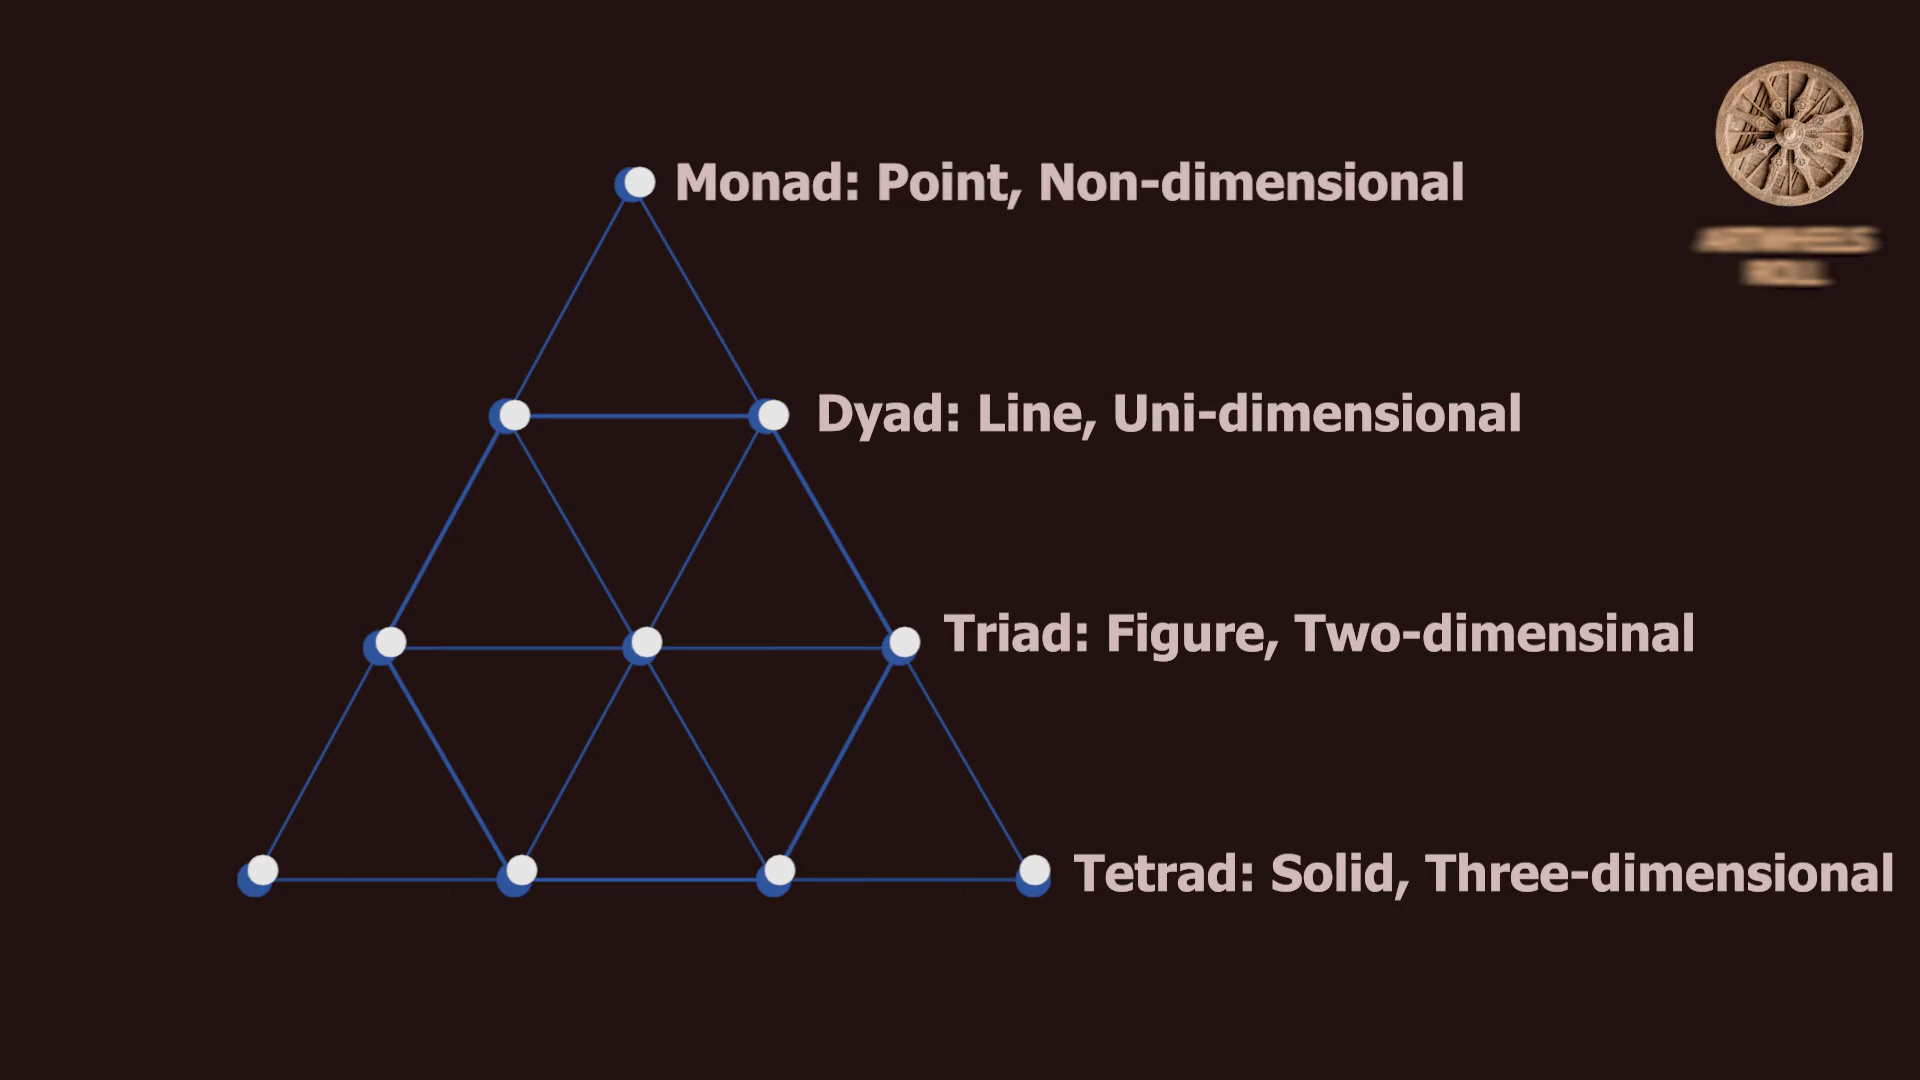 Monad: Point, Non-dimensional
Dyad: Line, Uni-dimensional
Triad: Figure, Two-dimensinal
Tetrad: Solid, Three-dimensional